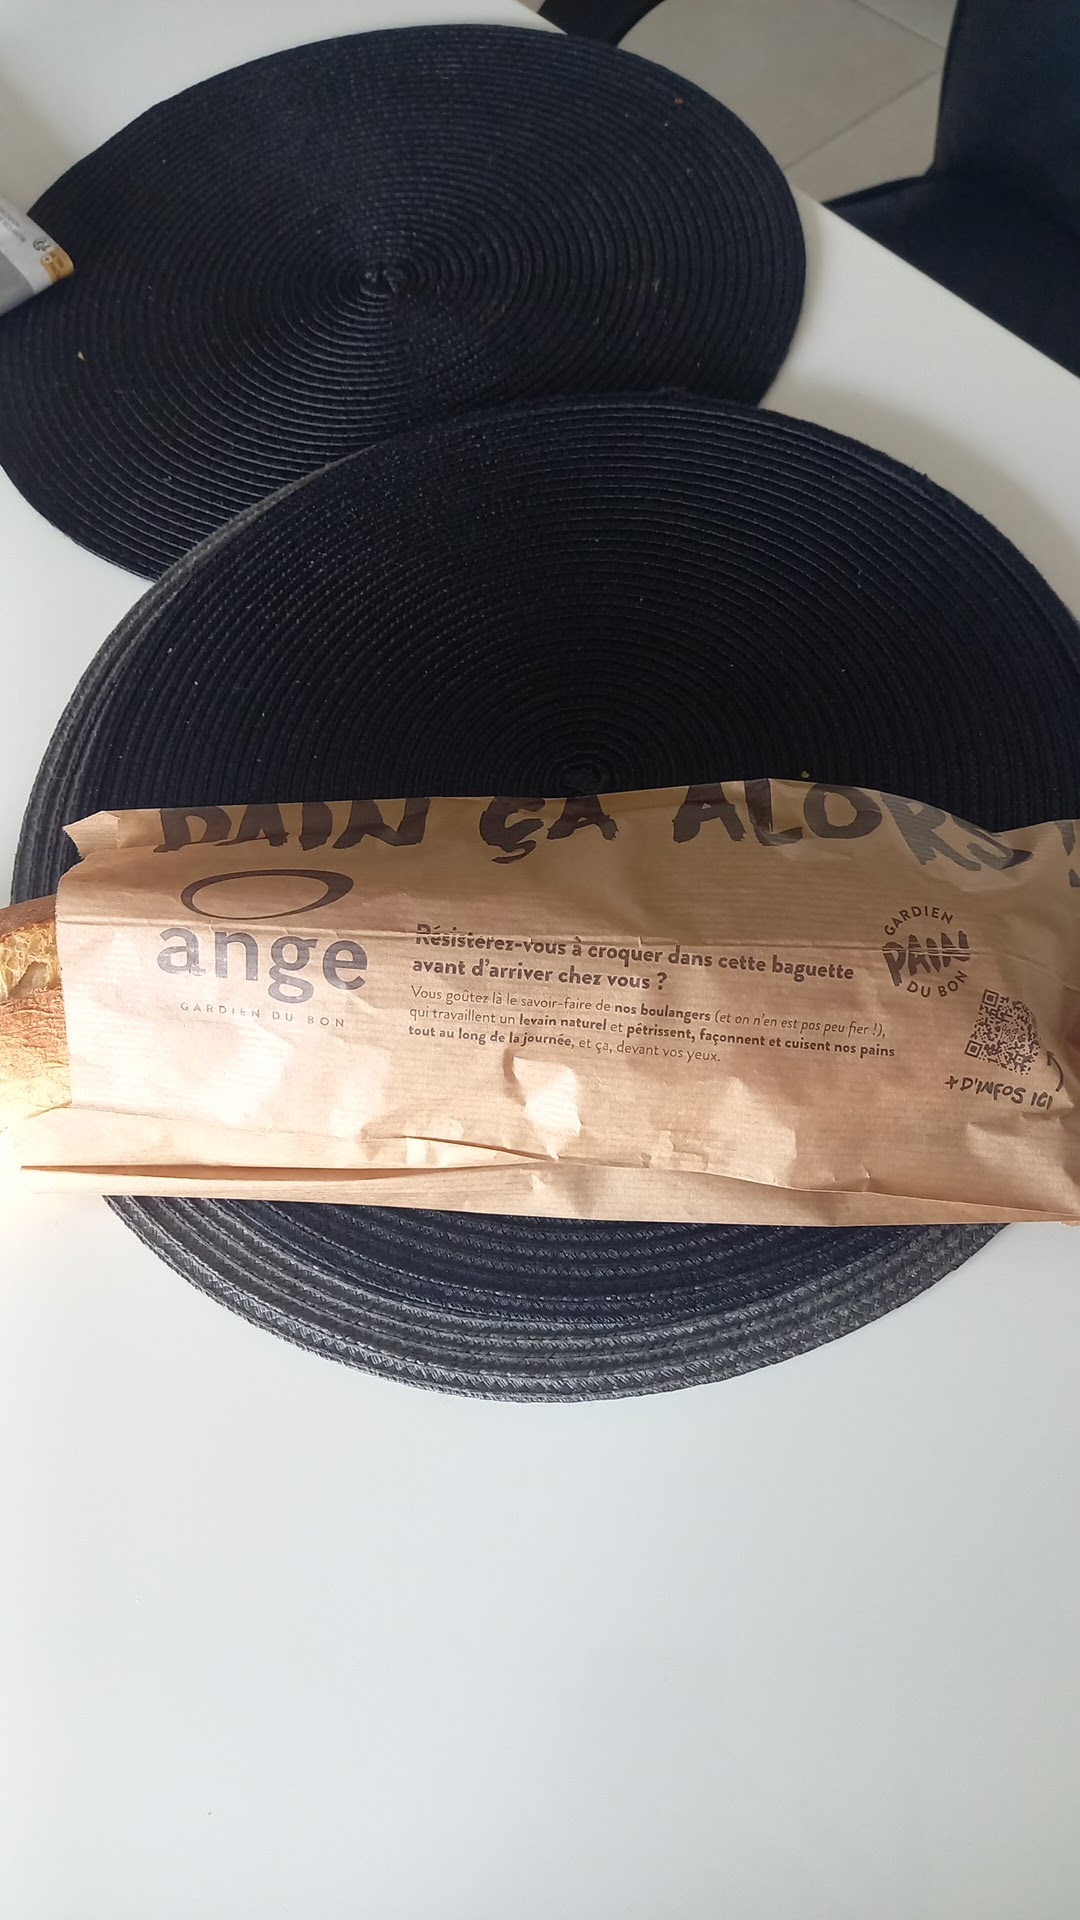 PAIN ÇA ALORS !
ange
GARDIEN DU BON
Résisterez-vous à croquer dans cette baguette
avant d'arriver chez vous ?
Vous goûtez là le savoir-faire de nos boulangers (et on n'en est pas peu fier !),
qui travaillent un levain naturel et pétrissent, façonnent et cuisent nos pains
tout au long de la journée, et ça, devant vos yeux.
GARDIEN
PAIN
DU BON
+ D'INFOS ICI